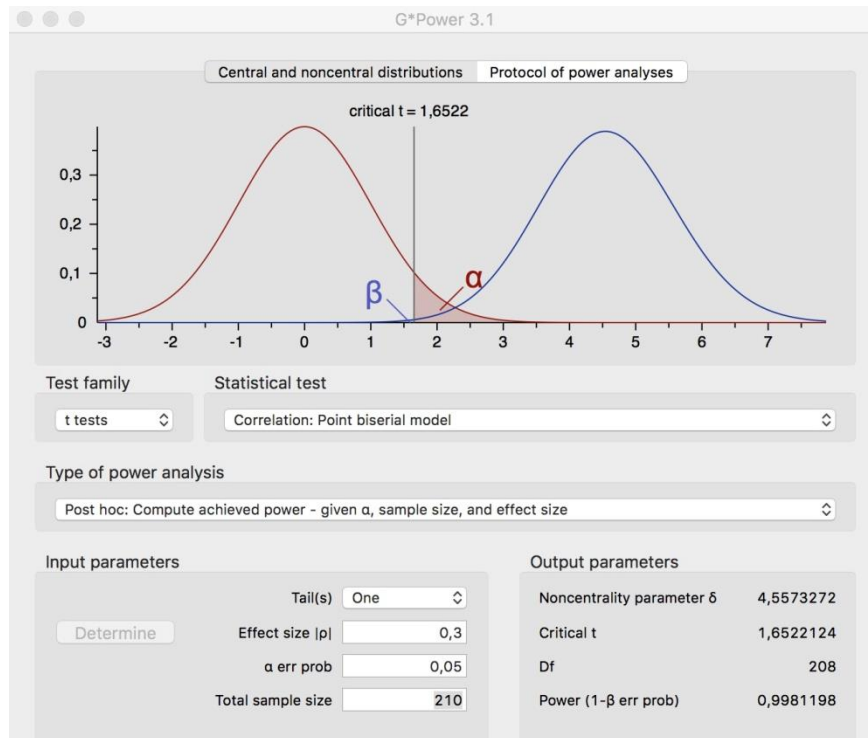 G*Power 3.1
Central and noncentral distributions Protocol of power analyses
critical t = 1,6522
0,3
0,2
0,1
0
β
α
-3 -2 -1 0 1 2 3 4 5 6 7
Test family Statistical test
t tests Correlation: Point biserial model
Type of power analysis
Post hoc: Compute achieved power - given α, sample size, and effect size
Input parameters Output parameters
Tail(s) One Noncentrality parameter δ 4,5573272
Determine Effect size |ρ| 0,3 Critical t 1,6522124
α err prob 0,05 Df 208
Total sample size 210 Power (1-β err prob) 0,9981198